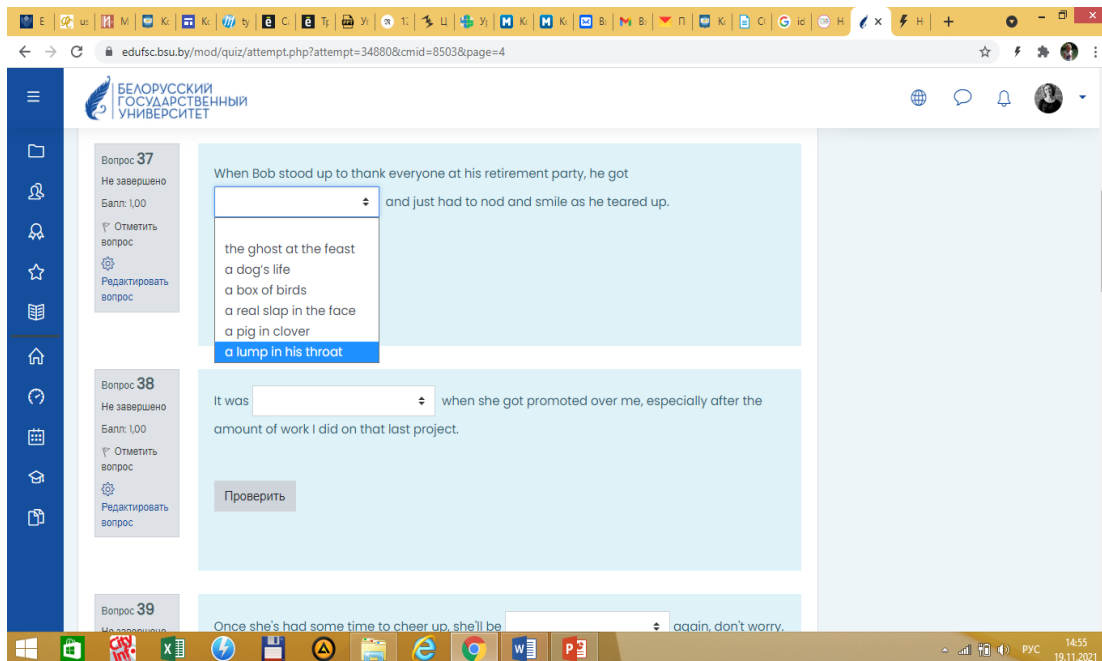 edufsc.bsu.by/mod/quiz/attempt.php?attempt=34880&cmid=8503&page=4
БЕЛОРУССКИЙ
ГОСУДАРСТВЕННЫЙ
УНИВЕРСИТЕТ
Вопрос 37
Не завершено
Балл: 1,00
Отметить
вопрос
Редактировать
вопрос
When Bob stood up to thank everyone at his retirement party, he got
and just had to nod and smile as he teared up.
the ghost at the feast
a dog's life
a box of birds
a real slap in the face
a pig in clover
a lump in his throat
Вопрос 38
Не завершено
Балл: 1,00
Отметить
вопрос
Редактировать
вопрос
It was when she got promoted over me, especially after the
amount of work I did on that last project.
Проверить
Вопрос 39
Once she's had some time to cheer up, she'll be again, don't worry.
РУС
14:55
19.11.2021